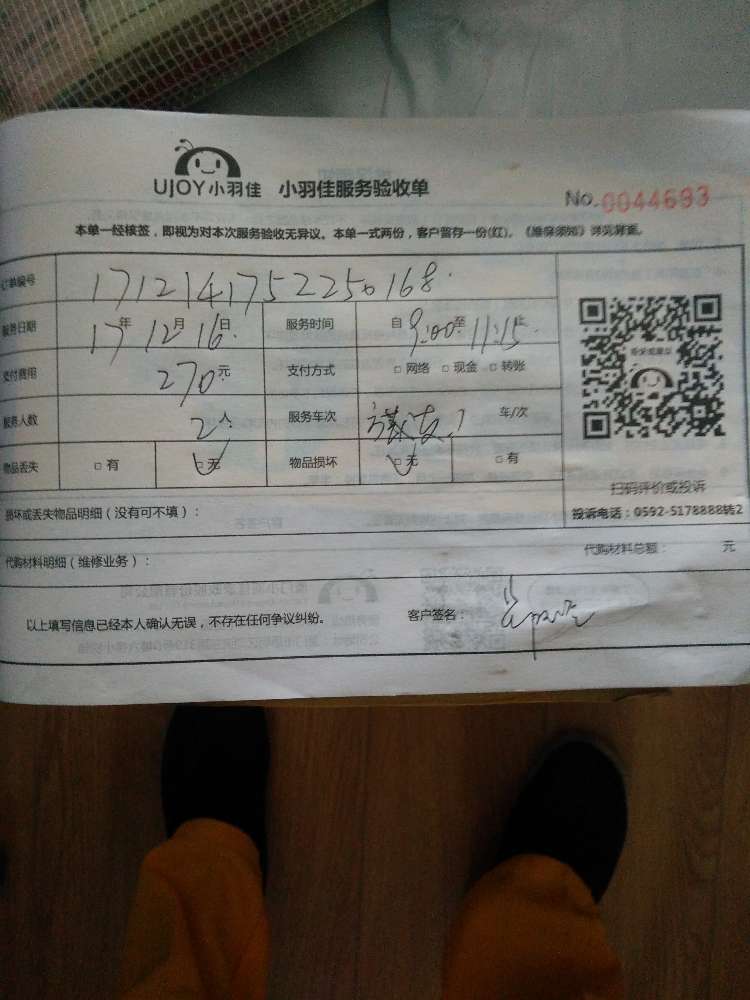 UJOY小羽佳 小羽佳服务验收单 No.0044693
本单一经核签，即视为对本次服务验收无异议。本单一式两份，客户暂存一份(红)。《维保须知》详见背面。
订单编号 1712141752250168
服务日期 17年12月16日 服务时间 自9:00至11:15止
支付费用 270元 支付方式 □网络 □现金 □转账
服务人数 2人 服务车次 车/次
物品丢失 □有 □无 物品损坏 □无 □有
扫码评价或投诉
投诉电话：0592-5178888转2
损坏或丢失物品明细（没有可不填）：
代购材料明细（维修业务）： 代购材料总额： 元
以上填写信息已经本人确认无误，不存在任何争议纠纷。 客户签名：